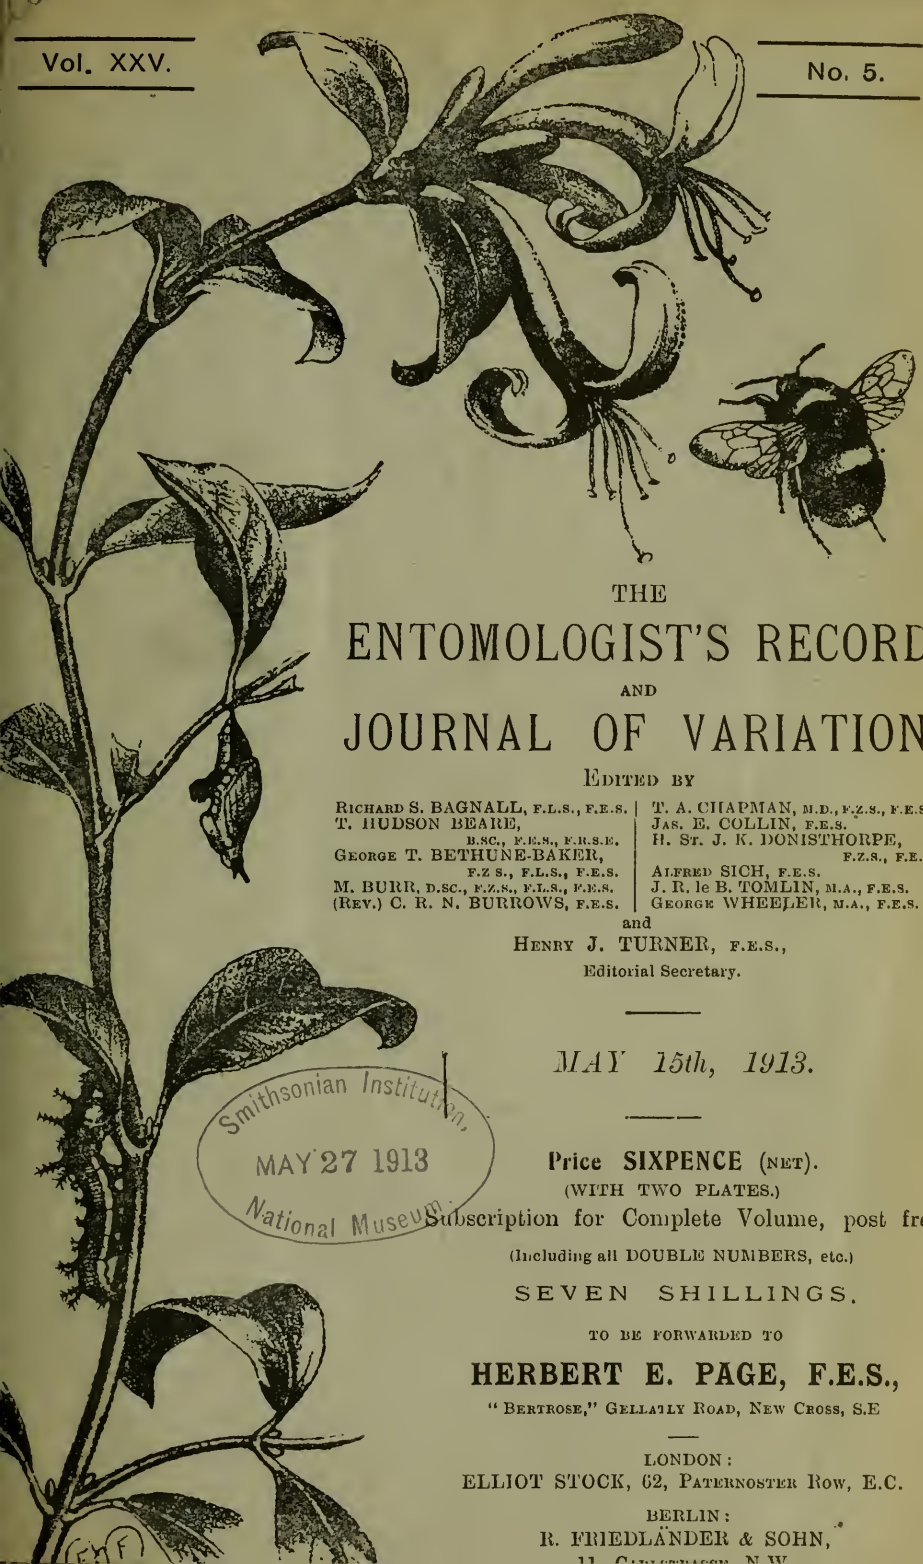 Vol. XXV.
No. 5.
THE
ENTOMOLOGIST'S RECORD
AND
JOURNAL OF VARIATION
EDITED BY
RICHARD S. BAGNALL, F.L.S., F.E.S.
T. HUDSON BEARE,
B.SC., F.E.S., F.R.S.E.
GEORGE T. BETHUNE-BAKER,
F.Z S., F.L.S., F.E.S.
M. BURR, D.SC., F.Z.S., F.L.S., F.E.S.
(REV.) C. R. N. BURROWS, F.E.S.
T. A. CHAPMAN, M.D., F.Z.S., F.E.S
JAS. E. COLLIN, F.E.S.
H. ST. J. K. DONISTHORPE,
F.Z.S., F.E.
ALFRED SICH, F.E.S.
J. R. le B. TOMLIN, M.A., F.E.S.
GEORGE WHEELER, M.A., F.E.S.
and
HENRY J. TURNER, F.E.S.,
Editorial Secretary.
MAY 15th, 1913.
Smithsonian Institution,
MAY 27 1913
National Museum.
Price SIXPENCE (NET).
(WITH TWO PLATES.)
Subscription for Complete Volume, post fre
(Including all DOUBLE NUMBERS, etc.)
SEVEN SHILLINGS.
TO BE FORWARDED TO
HERBERT E. PAGE, F.E.S.,
"BERTROSE," GELLATLY ROAD, NEW CROSS, S.E
LONDON:
ELLIOT STOCK, 62, PATERNOSTER ROW, E.C.
BERLIN:
R. FRIEDLÄNDER & SOHN,